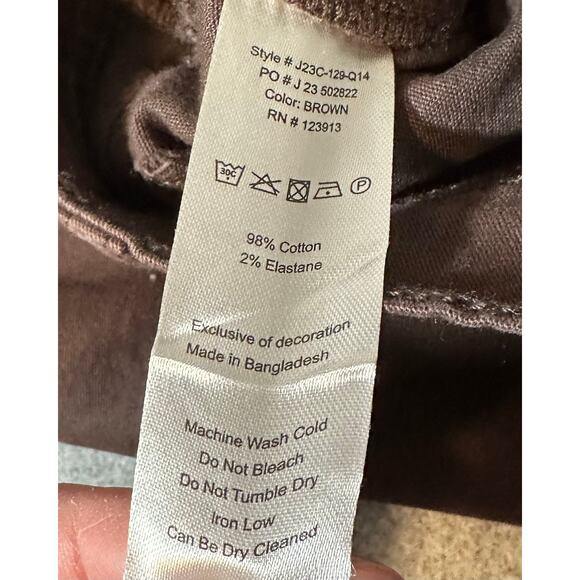 Style # J23C-129-Q14
PO # J 23 502822
Color: BROWN
RN # 123913
30C
P
98% Cotton
2% Elastane
Exclusive of decoration
Made in Bangladesh
Machine Wash Cold
Do Not Bleach
Do Not Tumble Dry
Iron Low
Can Be Dry Cleaned